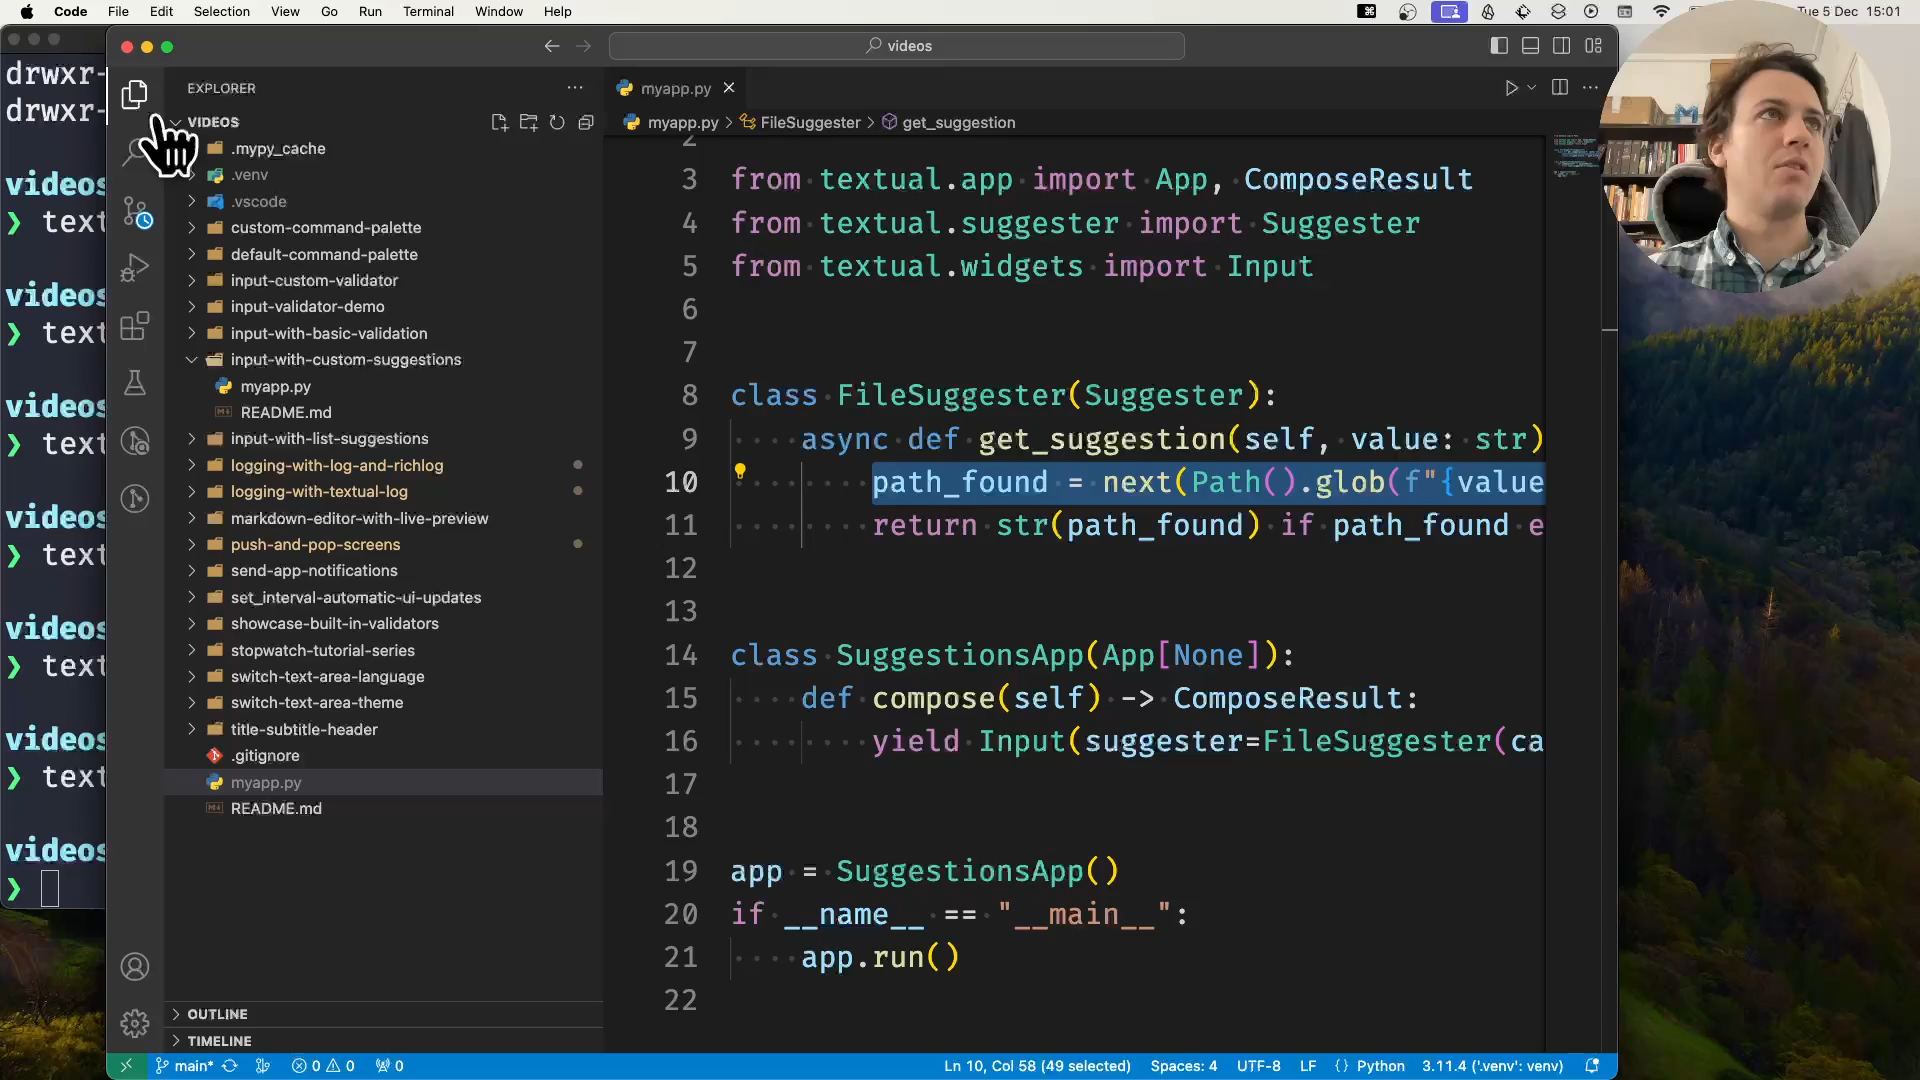 Code File Edit Selection View Go Run Terminal Window Help
Tue 5 Dec 15:01
videos
drwxr-
drwxr-
videos
❯ text
videos
❯ text
videos
❯ text
videos
❯ text
videos
❯ text
videos
❯ text
videos
❯
EXPLORER
VIDEOS
.mypy_cache
.venv
.vscode
custom-command-palette
default-command-palette
input-custom-validator
input-validator-demo
input-with-basic-validation
input-with-custom-suggestions
myapp.py
README.md
input-with-list-suggestions
logging-with-log-and-richlog
logging-with-textual-log
markdown-editor-with-live-preview
push-and-pop-screens
send-app-notifications
set_interval-automatic-ui-updates
showcase-built-in-validators
stopwatch-tutorial-series
switch-text-area-language
switch-text-area-theme
title-subtitle-header
.gitignore
myapp.py
README.md
OUTLINE
TIMELINE
myapp.py
myapp.py > FileSuggester > get_suggestion
2
3 from textual.app import App, ComposeResult
4 from textual.suggester import Suggester
5 from textual.widgets import Input
6
7
8 class FileSuggester(Suggester):
9 async def get_suggestion(self, value: str)
10 path_found = next(Path().glob(f"{value
11 return str(path_found) if path_found e
12
13
14 class SuggestionsApp(App[None]):
15 def compose(self) -> ComposeResult:
16 yield Input(suggester=FileSuggester(ca
17
18
19 app = SuggestionsApp()
20 if __name__ == "__main__":
21 app.run()
22
main* 0 0 0 Ln 10, Col 58 (49 selected) Spaces: 4 UTF-8 LF {} Python 3.11.4 ('.venv': venv)